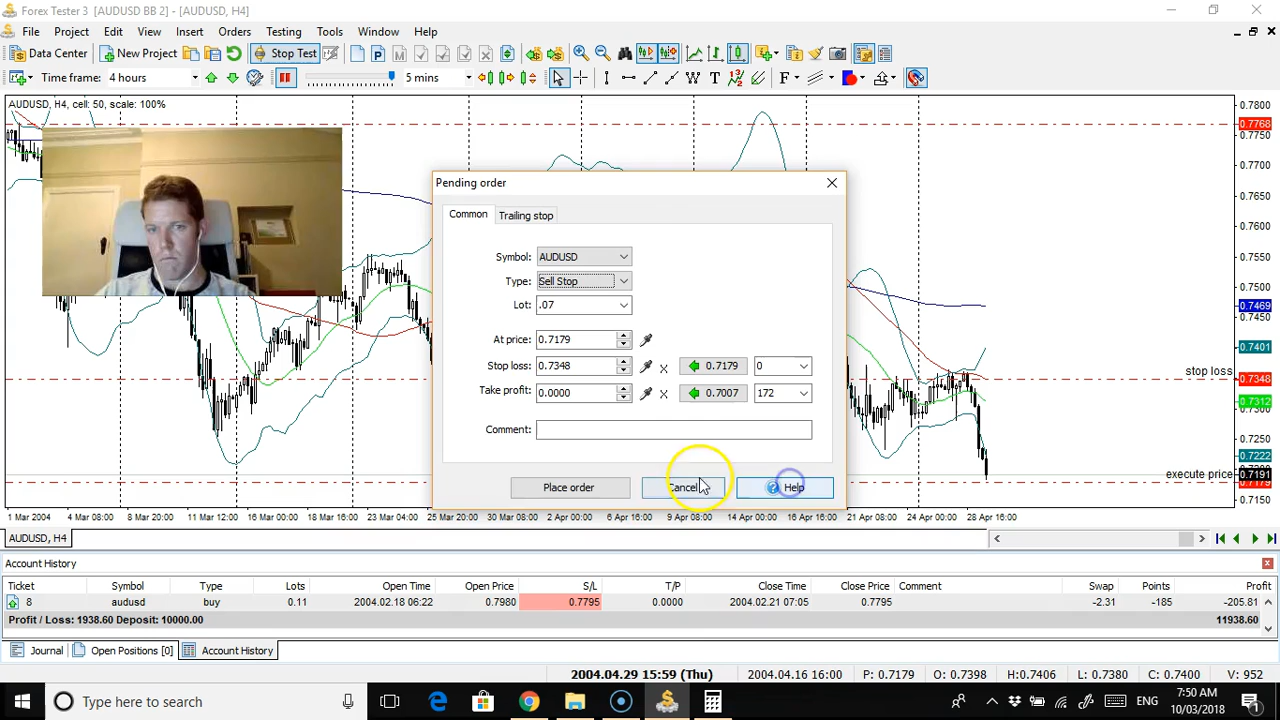 Forex Tester 3 [AUDUSD BB 2] - [AUDUSD, H4]
File Project Edit View Insert Orders Testing Tools Window Help
Data Center New Project Stop Test
Time frame: 4 hours 5 mins
AUDUSD, H4, cell: 50, scale: 100%
0.7800
0.7768
0.7700
0.7650
0.7600
0.7550
0.7500
0.7469
0.7450
0.7401
stop loss
0.7348
0.7312
0.7250
0.7222
execute price
0.7191
0.7179
0.7150
Pending order
Common Trailing stop
Symbol: AUDUSD
Type: Sell Stop
Lot: .07
At price: 0.7179
Stop loss: 0.7348 x 0.7179 0
Take profit: 0.0000 x 0.7007 172
Comment:
Place order Cancel Help
1 Mar 2004 4 Mar 08:00 8 Mar 20:00 11 Mar 12:00 18 Mar 16:00 23 Mar 04:00 25 Mar 20:00 2 Apr 00:00 6 Apr 16:00 9 Apr 08:00 14 Apr 00:00 16 Apr 16:00 21 Apr 08:00 24 Apr 00:00 28 Apr 16:00
AUDUSD, H4
Account History
Ticket Symbol Type Lots Open Time Open Price S/L T/P Close Time Close Price Comment Swap Points Profit
8 audusd buy 0.11 2004.02.18 06:22 0.7980 0.7795 0.0000 2004.02.21 07:05 0.7795 -2.31 -185 -205.81
Profit / Loss: 1938.60 Deposit: 10000.00 11938.60
Journal Open Positions [0] Account History
2004.04.29 15:59 (Thu) 2004.04.16 16:00 P: 0.7179 O: 0.7398 H:0.7406 L: 0.7380 C: 0.7400 V: 952
Type here to search
ENG
7:50 AM
10/03/2018
1